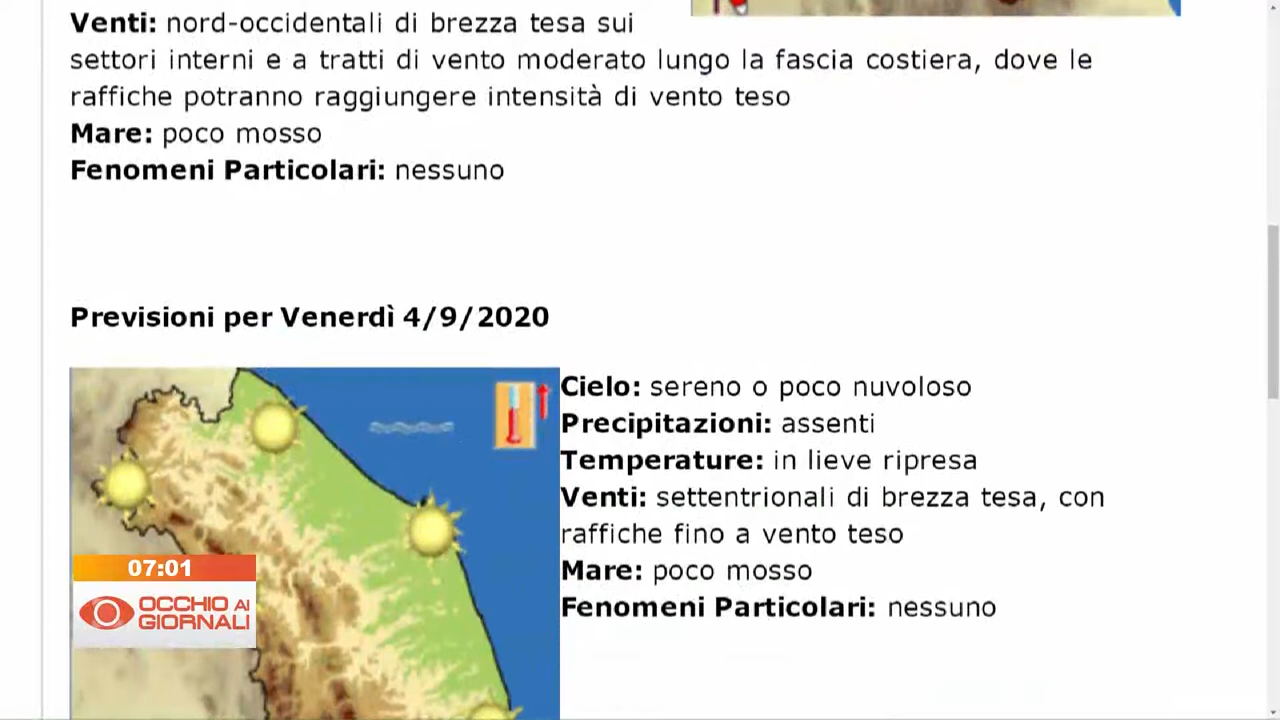 Venti: nord-occidentali di brezza tesa sui
settori interni e a tratti di vento moderato lungo la fascia costiera, dove le
raffiche potranno raggiungere intensità di vento teso
Mare: poco mosso
Fenomeni Particolari: nessuno
Previsioni per Venerdì 4/9/2020
Cielo: sereno o poco nuvoloso
Precipitazioni: assenti
Temperature: in lieve ripresa
Venti: settentrionali di brezza tesa, con
raffiche fino a vento teso
Mare: poco mosso
Fenomeni Particolari: nessuno
07:01
OCCHIO AI
GIORNALI